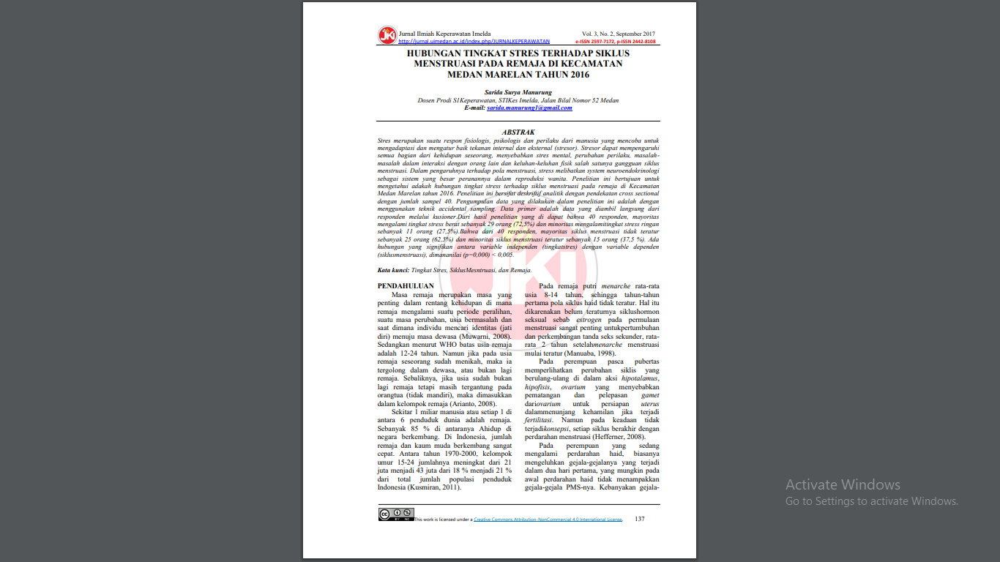 JKI
Jurnal Ilmiah Keperawatan Imelda
Vol. 3, No. 2, September 2017
http://jurnal.uimedan.ac.id/index.php/JURNALKEPERAWATAN
e-ISSN 2597-7172, p-ISSN 2442-8108
HUBUNGAN TINGKAT STRES TERHADAP SIKLUS
MENSTRUASI PADA REMAJA DI KECAMATAN
MEDAN MARELAN TAHUN 2016
Sarida Surya Manurung
Dosen Prodi S1Keperawatan, STIKes Imelda, Jalan Bilal Nomor 52 Medan
E-mail: sarida.manurung1@gmail.com
ABSTRAK
Stres merupakan suatu respon fisiologis, psikologis dan perilaku dari manusia yang mencoba untuk
mengadaptasi dan mengatur baik tekanan internal dan eksternal (stresor). Stresor dapat mempengaruhi
semua bagian dari kehidupan seseorang, menyebabkan stres mental, perubahan perilaku, masalah-
masalah dalam interaksi dengan orang lain dan keluhan-keluhan fisik salah satunya gangguan siklus
menstruasi. Dalam pengaruhnya terhadap pola menstruasi, stress melibatkan system neuroendokrinologi
sebagai sistem yang besar peranannya dalam reproduksi wanita. Penelitian ini bertujuan untuk
mengetahui adakah hubungan tingkat stress terhadap siklus menstruasi pada remaja di Kecamatan
Medan Marelan tahun 2016. Penelitian ini bersifat deskriftif analitik dengan pendekatan cross sectional
dengan jumlah sampel 40. Pengumpulan data yang dilakukan dalam penelitian ini adalah dengan
menggunakan teknik accidental sampling. Data primer adalah data yang diambil langsung dari
responden melalui kusioner.Dari hasil penelitian yang di dapat bahwa 40 responden, mayoritas
mengalami tingkat stress berat sebanyak 29 orang (72,5%) dan minoritas mengalamitingkat stress ringan
sebanyak 11 orang (27,5%).Bahwa dari 40 responden, mayoritas siklus menstruasi tidak teratur
sebanyak 25 orang (62,5%) dan minoritas siklus menstruasi teratur sebanyak 15 orang (37,5 %). Ada
hubungan yang signifikan antara variable independen (tingkatstres) dengan variable dependen
(siklusmenstruasi), dimananilai (p=0,000) < 0,005.
Kata kunci: Tingkat Stres, SiklusMesntruasi, dan Remaja.
PENDAHULUAN
Masa remaja merupakan masa yang
penting dalam rentang kehidupan di mana
remaja mengalami suatu periode peralihan,
suatu masa perubahan, usia bermasalah dan
saat dimana individu mencari identitas (jati
diri) menuju masa dewasa (Muwarni, 2008).
Sedangkan menurut WHO batas usia remaja
adalah 12-24 tahun. Namun jika pada usia
remaja seseorang sudah menikah, maka ia
tergolong dalam dewasa, atau bukan lagi
remaja. Sebaliknya, jika usia sudah bukan
lagi remaja tetapi masih tergantung pada
orangtua (tidak mandiri), maka dimasukkan
dalam kelompok remaja (Arianto, 2008).
Sekitar 1 miliar manusia atau setiap 1 di
antara 6 penduduk dunia adalah remaja.
Sebanyak 85 % di antaranya Ahidup di
negara berkembang. Di Indonesia, jumlah
remaja dan kaum muda berkembang sangat
cepat. Antara tahun 1970-2000, kelompok
umur 15-24 jumlahnya meningkat dari 21
juta menjadi 43 juta dari 18 % menjadi 21 %
dari total jumlah populasi penduduk
Indonesia (Kusmiran, 2011).
Pada remaja putri menarche rata-rata
usia 8-14 tahun, sehingga tahun-tahun
pertama pola siklus haid tidak teratur. Hal itu
dikarenakan belum teraturnya siklushormon
seksual sebab estrogen pada permulaan
menstruasi sangat penting untukpertumbuhan
dan perkembangan tanda seks sekunder, rata-
rata 2 tahun setelahmenarche menstruasi
mulai teratur (Manuaba, 1998).
Pada perempuan pasca pubertas
memperlihatkan perubahan siklis yang
berulang-ulang di dalam aksi hipotalamus,
hipofisis, ovarium yang menyebabkan
pematangan dan pelepasan gamet
dariovarium untuk persiapan uterus
dalammenunjang kehamilan jika terjadi
fertilitasi. Namun pada keadaan tidak
terjadikonsepsi, setiap siklus berakhir dengan
perdarahan menstruasi (Hefferner, 2008).
Pada perempuan yang sedang
mengalami perdarahan haid, biasanya
mengeluhkan gejala-gejalanya yang terjadi
dalam dua hari pertama, yang mungkin pada
awal perdarahan haid tidak menampakkan
gejala-gejala PMS-nya. Kebanyakan gejala-
cc BY NC
This work is licensed under a Creative Commons Attribution-NonCommercial 4.0 International License.
137
Activate Windows
Go to Settings to activate Windows.